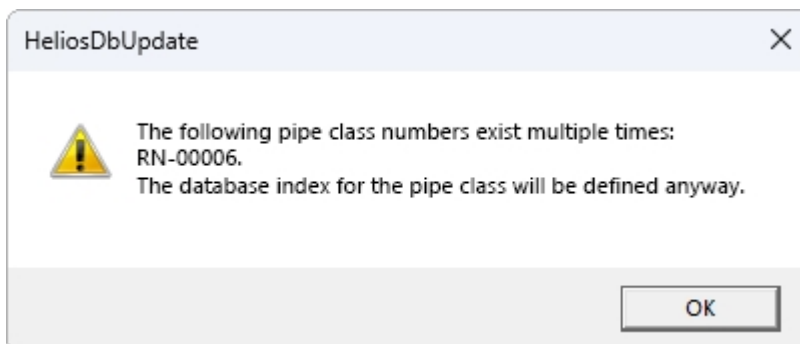 HeliosDbUpdate
The following pipe class numbers exist multiple times:
RN-00006.
The database index for the pipe class will be defined anyway.
OK